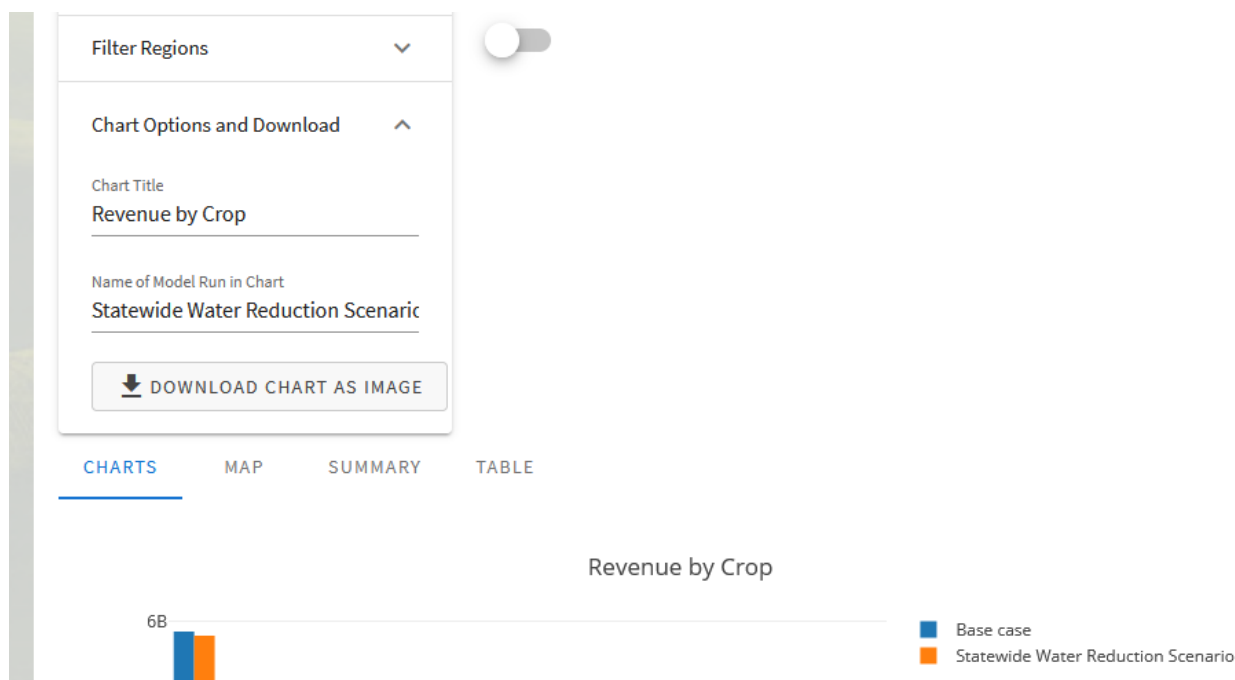 Filter Regions
Chart Options and Download
Chart Title
Revenue by Crop
Name of Model Run in Chart
Statewide Water Reduction Scenaric
DOWNLOAD CHART AS IMAGE
CHARTS MAP SUMMARY TABLE
Revenue by Crop
6B
Base case
Statewide Water Reduction Scenario